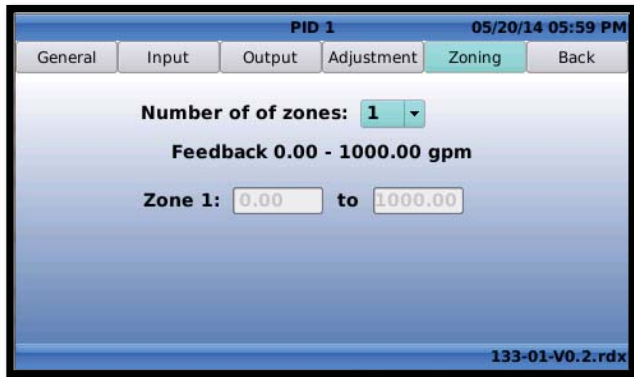 PID 1 05/20/14 05:59 PM
General Input Output Adjustment Zoning Back
Number of of zones: 1
Feedback 0.00 - 1000.00 gpm
Zone 1: 0.00 to 1000.00
133-01-V0.2.rdx